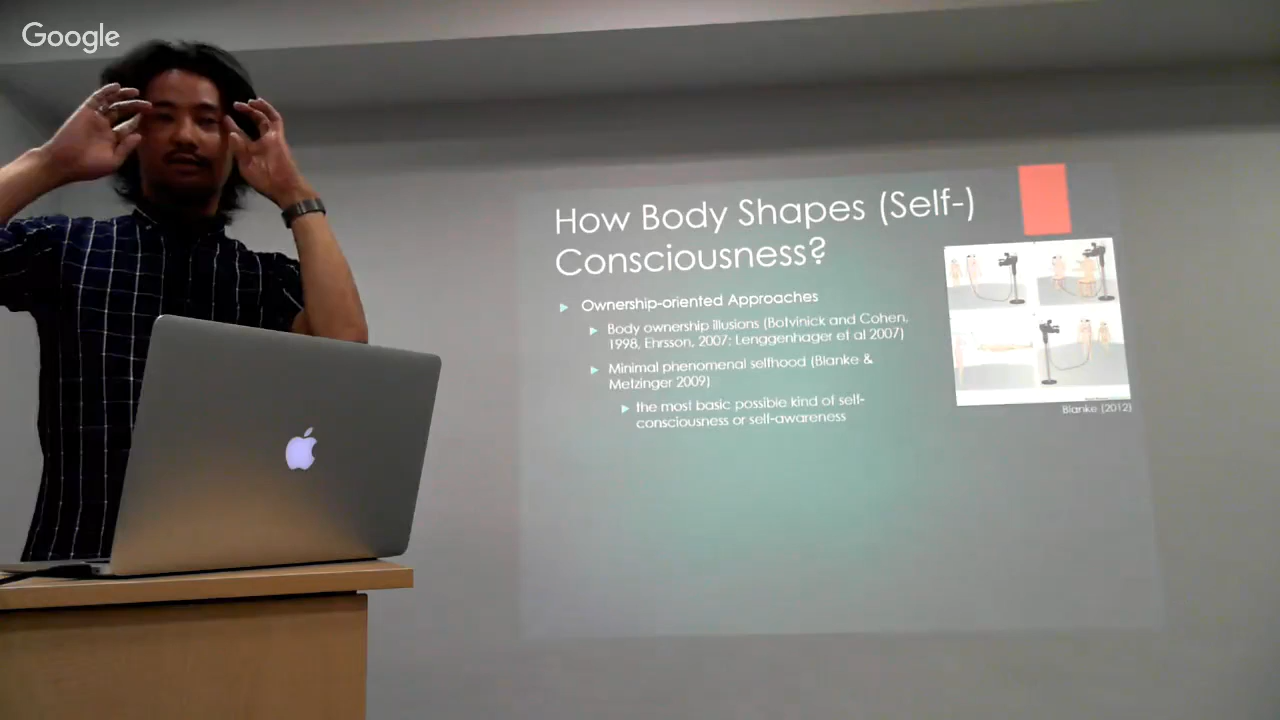 Google
How Body Shapes (Self-)
Consciousness?
Ownership-oriented Approaches
Body ownership illusions (Botvinick and Cohen,
1998, Ehrsson, 2007; Lenggenhager et al 2007)
Minimal phenomenal selfhood (Blanke &
Metzinger 2009)
the most basic possible kind of self-
consciousness or self-awareness
Blanke (2012)